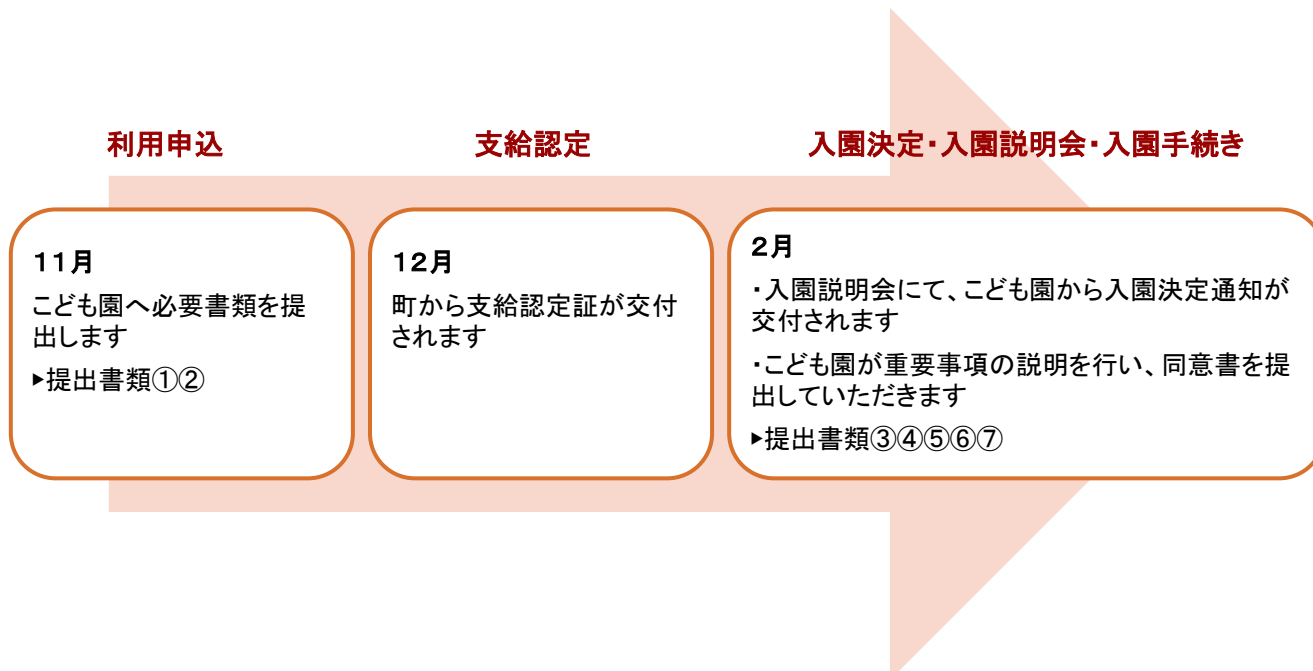 利用申込
支給認定
入園決定・入園説明会・入園手続き
11月
こども園へ必要書類を提
出します
▶提出書類①②
12月
町から支給認定証が交付
されます
2月
・入園説明会にて、こども園から入園決定通知が
交付されます
・こども園が重要事項の説明を行い、同意書を提
出していただきます
▶提出書類③④⑤⑥⑦